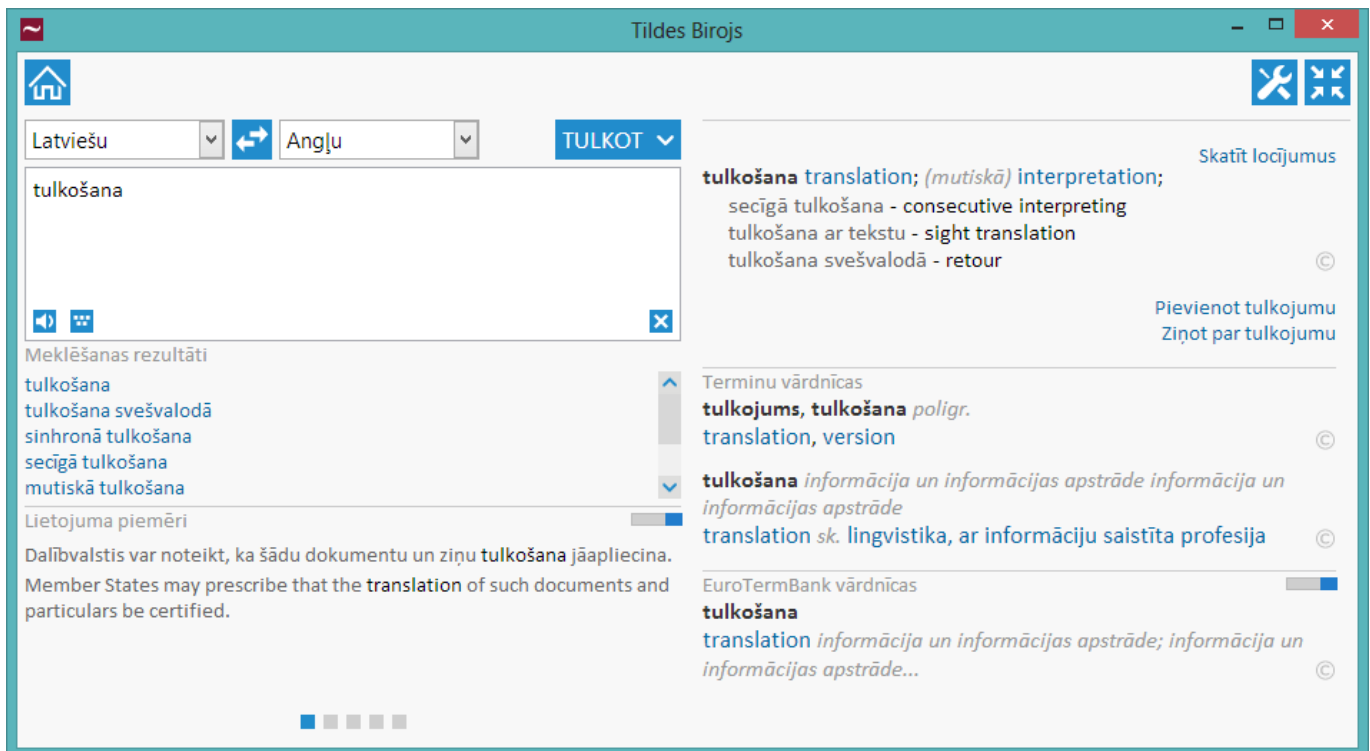 Tildes Birojs
Latviešu
Angļu
TULKOT
tulkošana
Meklēšanas rezultāti
tulkošana
tulkošana svešvalodā
sinhronā tulkošana
secīgā tulkošana
mutiskā tulkošana
Lietojuma piemēri
Dalībvalstis var noteikt, ka šādu dokumentu un ziņu tulkošana jāapliecina.
Member States may prescribe that the translation of such documents and
particulars be certified.
Skatīt locījumus
tulkošana translation; (mutiskā) interpretation;
secīgā tulkošana - consecutive interpreting
tulkošana ar tekstu - sight translation
tulkošana svešvalodā - retour
©
Pievienot tulkojumu
Ziņot par tulkojumu
Terminu vārdnīcas
tulkojums, tulkošana poligr.
translation, version
©
tulkošana informācija un informācijas apstrāde informācija un
informācijas apstrāde
translation sk. lingvistika, ar informāciju saistīta profesija
©
EuroTermBank vārdnīcas
tulkošana
translation informācija un informācijas apstrāde; informācija un
informācijas apstrāde...
©